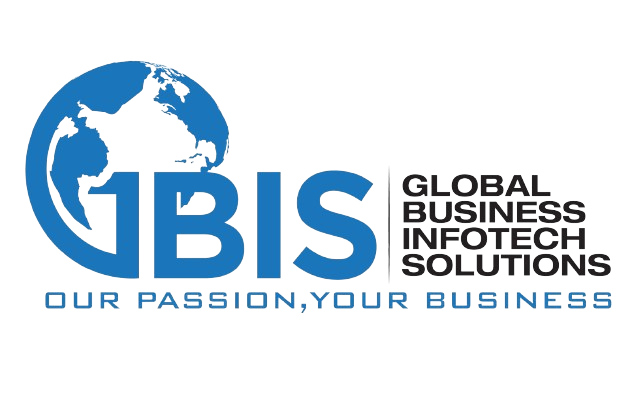 GBIS
GLOBAL
BUSINESS
INFOTECH
SOLUTIONS
OUR PASSION,YOUR BUSINESS